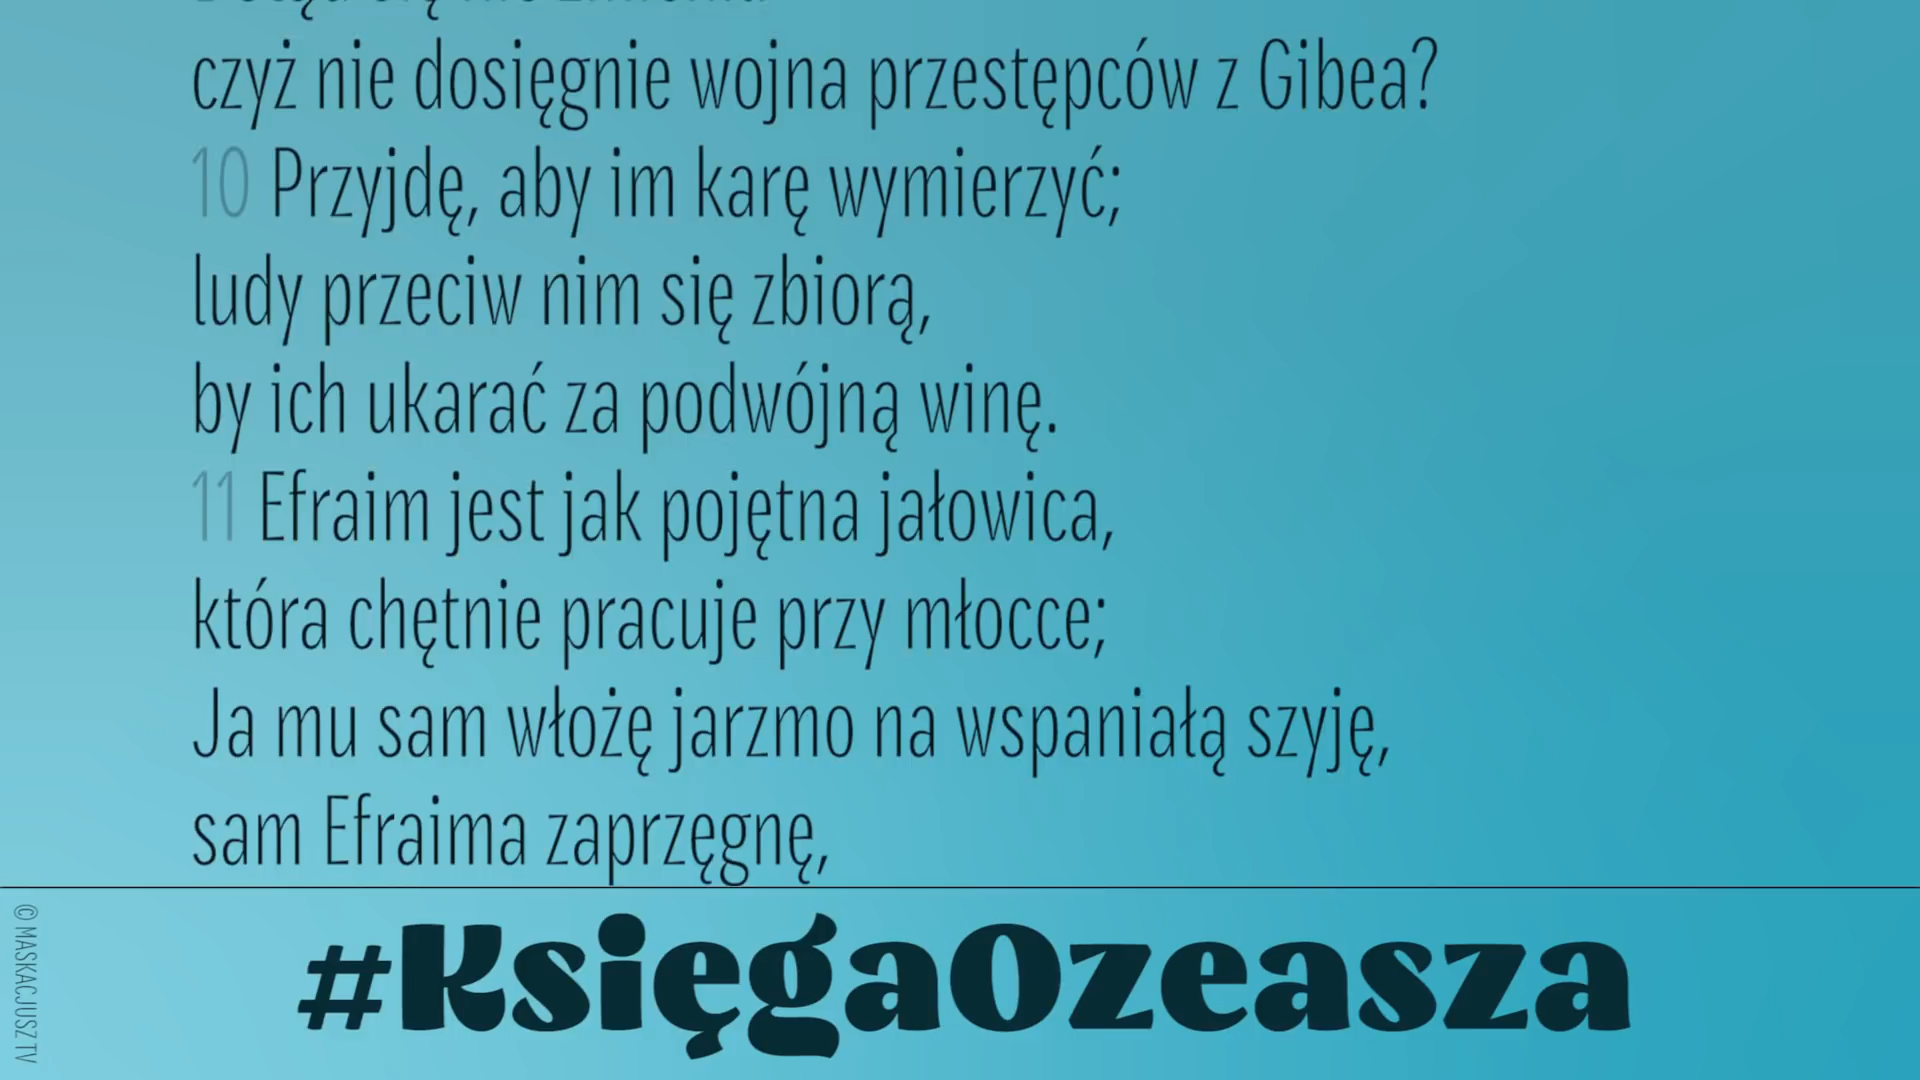 czyż nie dosięgnie wojna przestępców z Gibea?
10 Przyjdę, aby im karę wymierzyć;
ludy przeciw nim się zbiorą,
by ich ukarać za podwójną winę.
11 Efraim jest jak pojętna jałowica,
która chętnie pracuje przy młocce;
Ja mu sam włożę jarzmo na wspaniałą szyję,
sam Efraima zaprzęgnę,
#KsięgaOzeasza
© MASKACJUSZ TV